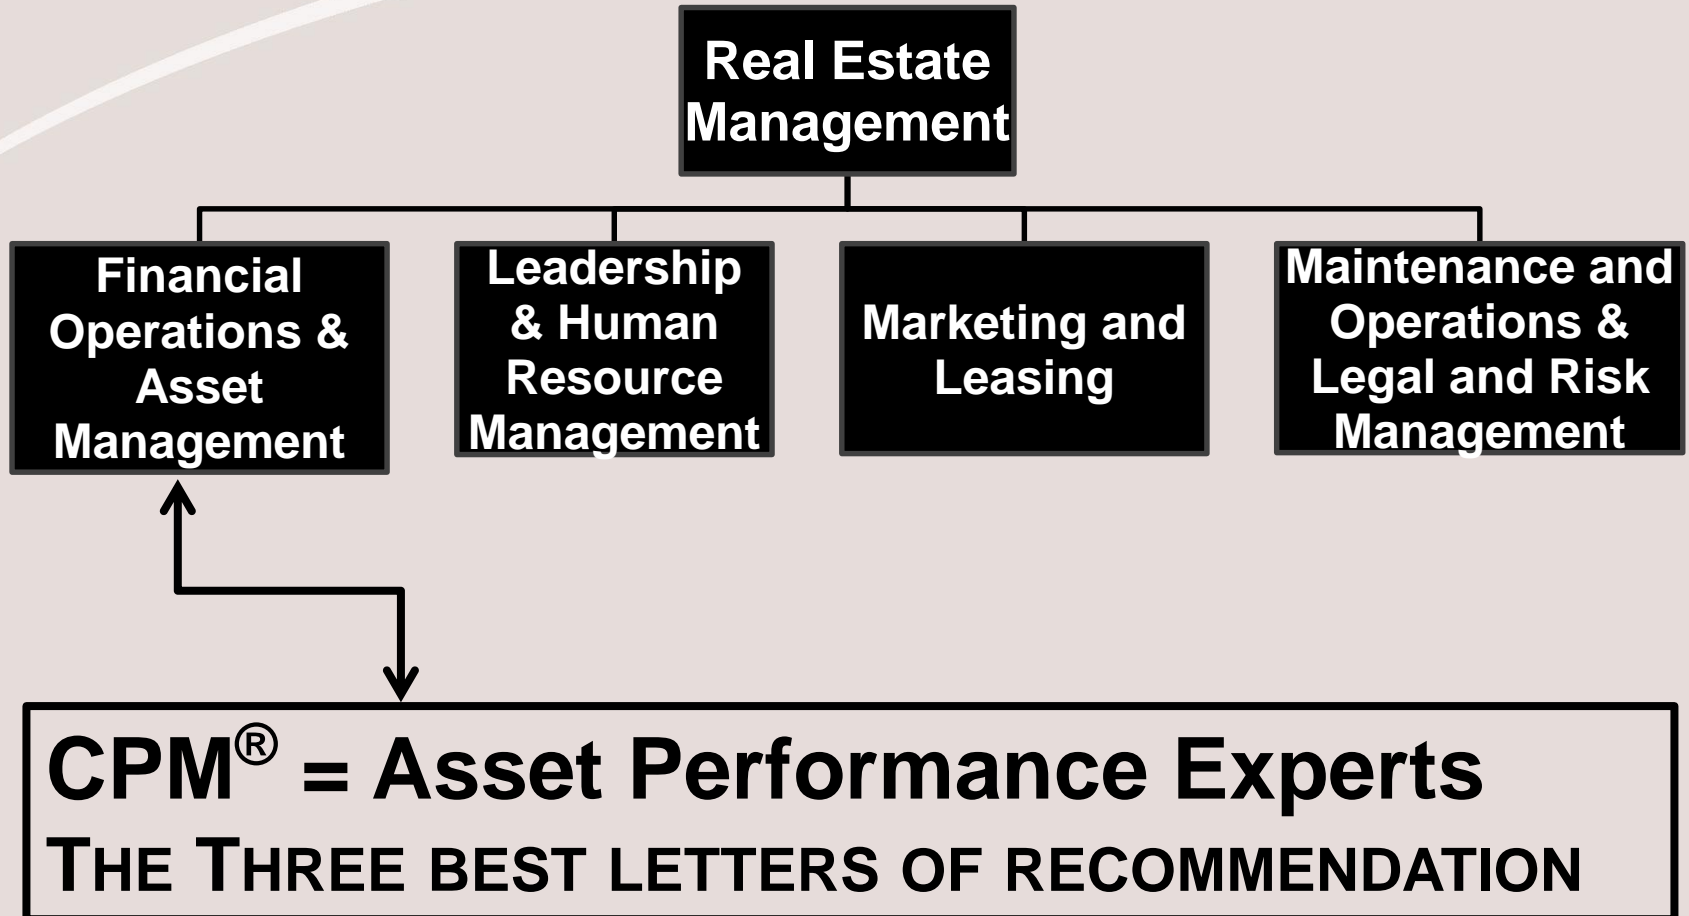 Real Estate
Management
Financial
Operations &
Asset
Management
Leadership
& Human
Resource
Management
Marketing and
Leasing
Maintenance and
Operations &
Legal and Risk
Management
CPM® = Asset Performance Experts
THE THREE BEST LETTERS OF RECOMMENDATION